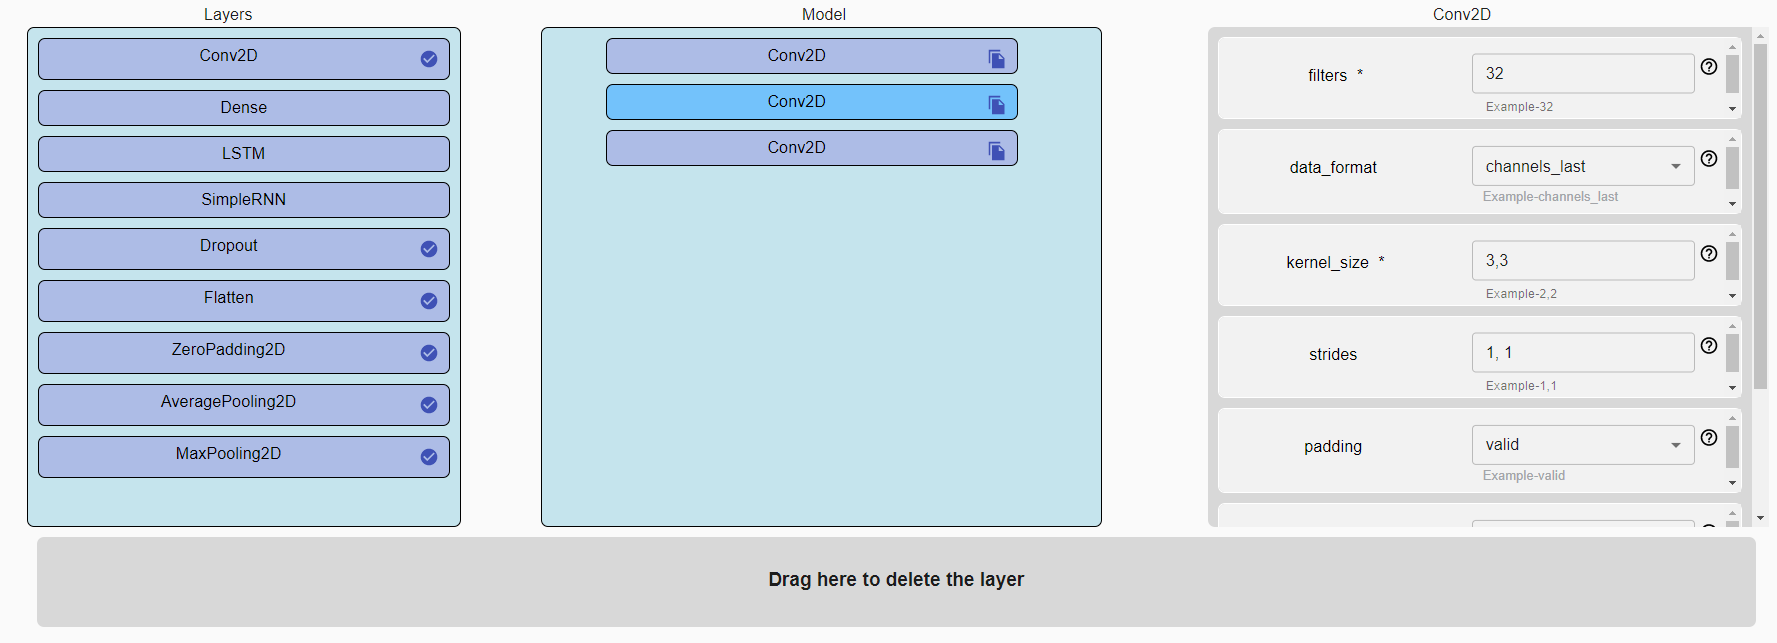 Layers
Conv2D
Dense
LSTM
SimpleRNN
Dropout
Flatten
ZeroPadding2D
AveragePooling2D
MaxPooling2D
Model
Conv2D
Conv2D
Conv2D
Conv2D
filters *
32
Example-32
data_format
channels_last
Example-channels_last
kernel_size *
3,3
Example-2,2
strides
1, 1
Example-1,1
padding
valid
Example-valid
Drag here to delete the layer